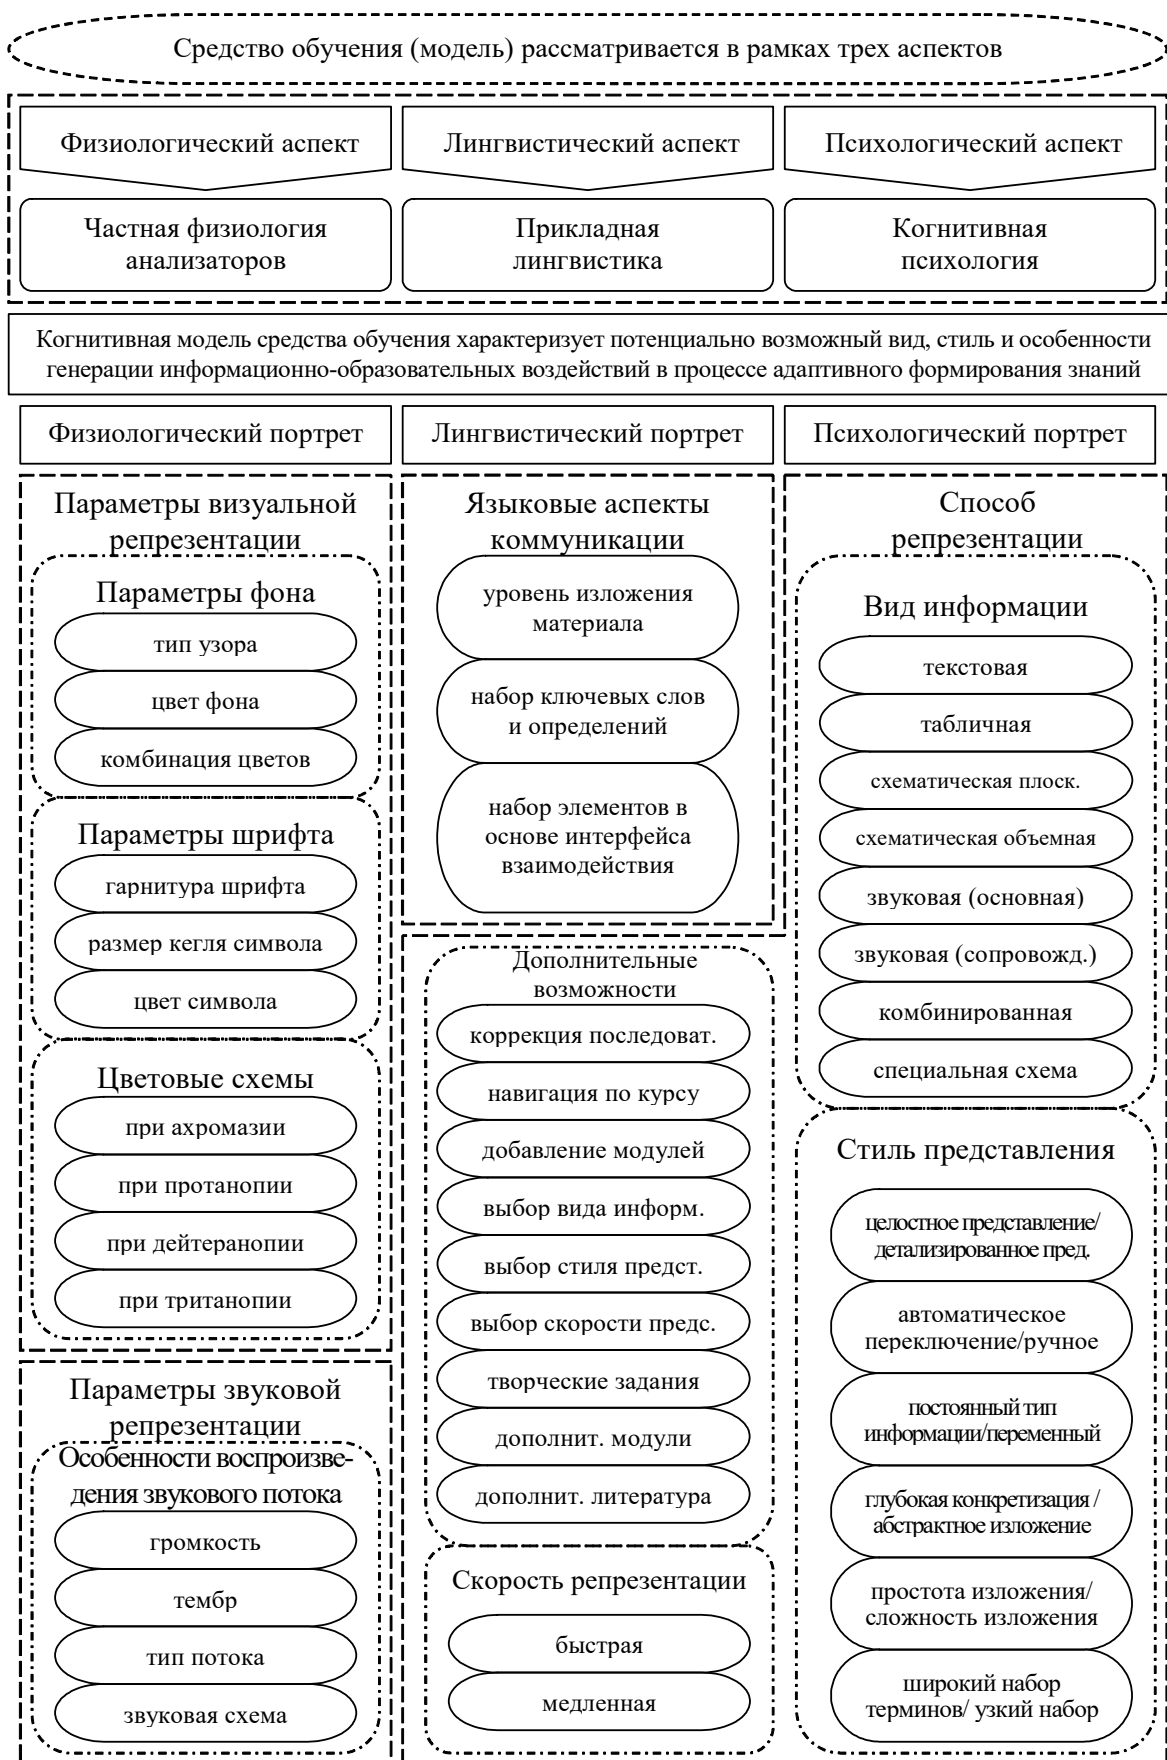 Средство обучения (модель) рассматривается в рамках трех аспектов
Физиологический аспект
Лингвистический аспект
Психологический аспект
Частная физиология
анализаторов
Прикладная
лингвистика
Когнитивная
психология
Когнитивная модель средства обучения характеризует потенциально возможный вид, стиль и особенности
генерации информационно-образовательных воздействий в процессе адаптивного формирования знаний
Физиологический портрет
Лингвистический портрет
Психологический портрет
Параметры визуальной
репрезентации
Параметры фона
тип узора
цвет фона
комбинация цветов
Параметры шрифта
гарнитура шрифта
размер кегля символа
цвет символа
Цветовые схемы
при ахромазии
при протанопии
при дейтеранопии
при тританопии
Параметры звуковой
репрезентации
Особенности воспроизве-
дения звукового потока
громкость
тембр
тип потока
звуковая схема
Языковые аспекты
коммуникации
уровень изложения
материала
набор ключевых слов
и определений
набор элементов в
основе интерфейса
взаимодействия
Дополнительные
возможности
коррекция последоват.
навигация по курсу
добавление модулей
выбор вида информ.
выбор стиля предст.
выбор скорости предс.
творческие задания
дополнит. модули
дополнит. литература
Скорость репрезентации
быстрая
медленная
Способ
репрезентации
Вид информации
текстовая
табличная
схематическая плоск.
схематическая объемная
звуковая (основная)
звуковая (сопровожд.)
комбинированная
специальная схема
Стиль представления
целостное представление/
детализированное пред.
автоматическое
переключение/ручное
постоянный тип
информации/переменный
глубокая конкретизация /
абстрактное изложение
простота изложения/
сложность изложения
широкий набор
терминов/ узкий набор